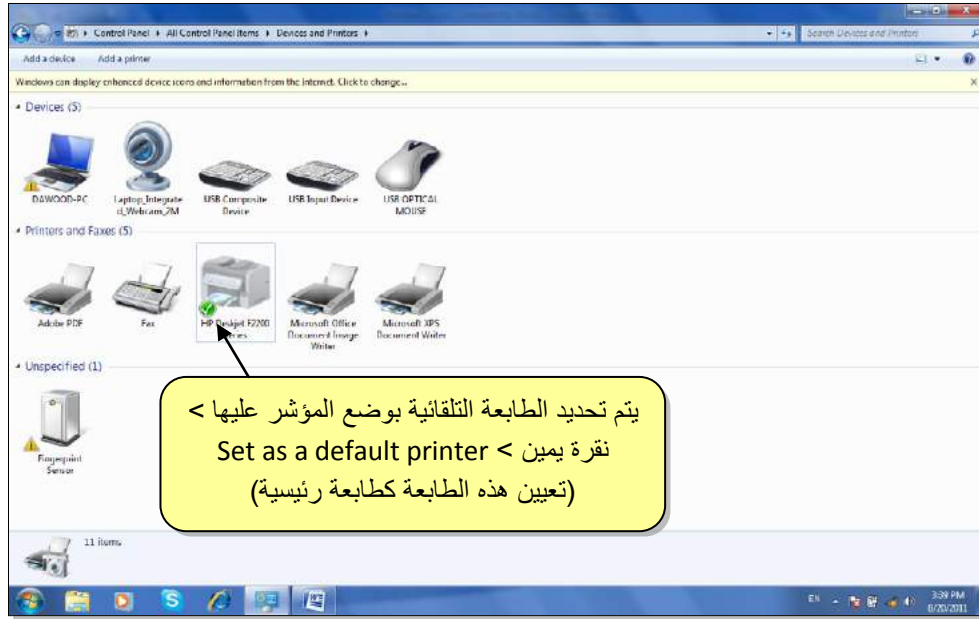 Control Panel ▸ All Control Panel Items ▸ Devices and Printers ▸
Search Devices and Printers
Add a device Add a printer
Windows can display enhanced device icons and information from the Internet. Click to change...
Devices (5)
DAWOOD-PC
Laptop_Integrate
d_Webcam_2M
USB Composite
Device
USB Input Device
USB OPTICAL
MOUSE
Printers and Faxes (5)
Adobe PDF
Fax
HP Deskjet F2200
Series
Microsoft Office
Document Image
Writer
Microsoft XPS
Document Writer
Unspecified (1)
Fingerprint
Sensor
يتم تحديد الطابعة التلقائية بوضع المؤشر عليها >
نقرة يمين > Set as a default printer
(تعيين هذه الطابعة كطابعة رئيسية)
11 items
EN
3:39 PM
6/20/2011